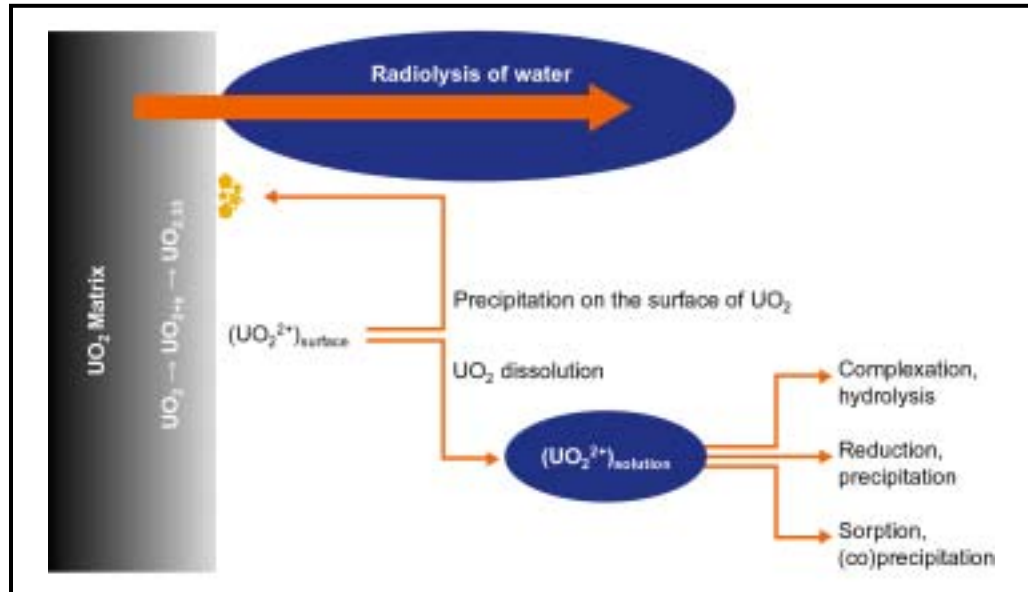 Radiolysis of water
UO₂ Matrix
UO₂ → UO₂₊ₓ → UO₂.₃₃
(UO₂²⁺)surface
Precipitation on the surface of UO₂
UO₂ dissolution
(UO₂²⁺)solution
Complexation,
hydrolysis
Reduction,
precipitation
Sorption,
(co)precipitation